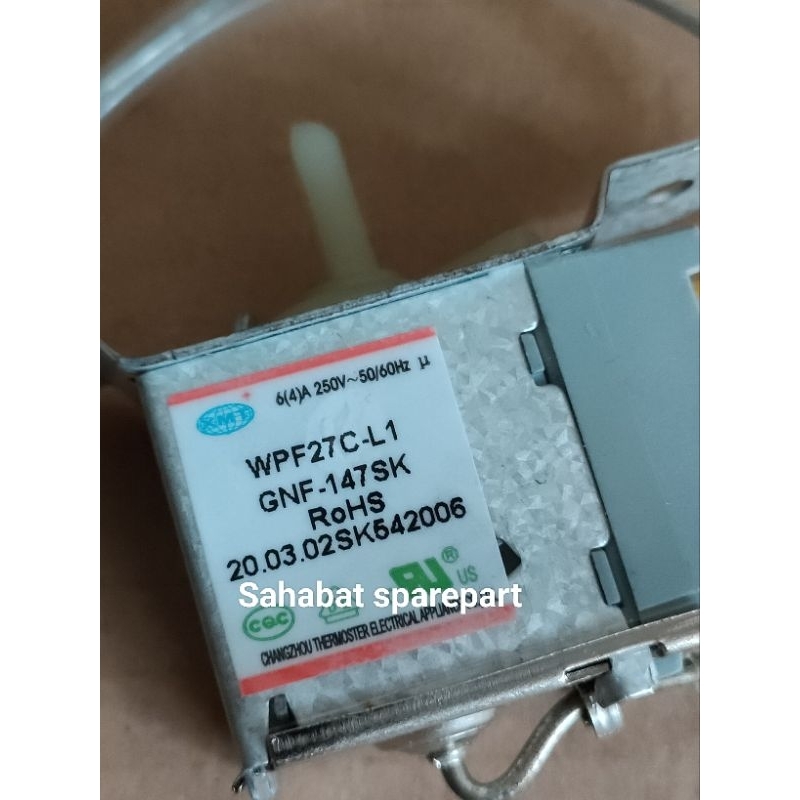 6(4)A 250V~50/60Hz µ
WPF27C-L1
GNF-147SK
RoHS
20.03.02SK542006
Sahabat sparepart
® US
CQC
CHANGZHOU THERMOSTER ELECTRICAL APPLIAN